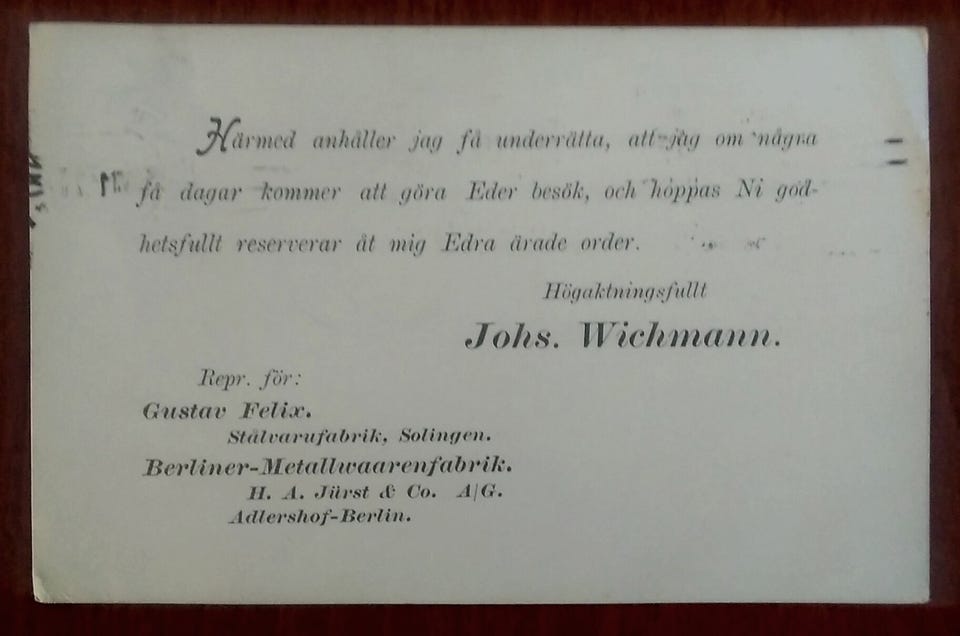 Härmed anhåller jag få underrätta, att jag om några
få dagar kommer att göra Eder besök, och hoppas Ni god-
hetsfullt reserverar åt mig Edra ärade order.
Högaktningsfullt
Johs. Wichmann.
Repr. för:
Gustav Felix.
Stålvarufabrik, Solingen.
Berliner-Metallwaarenfabrik.
H. A. Jürst & Co. A/G.
Adlershof-Berlin.